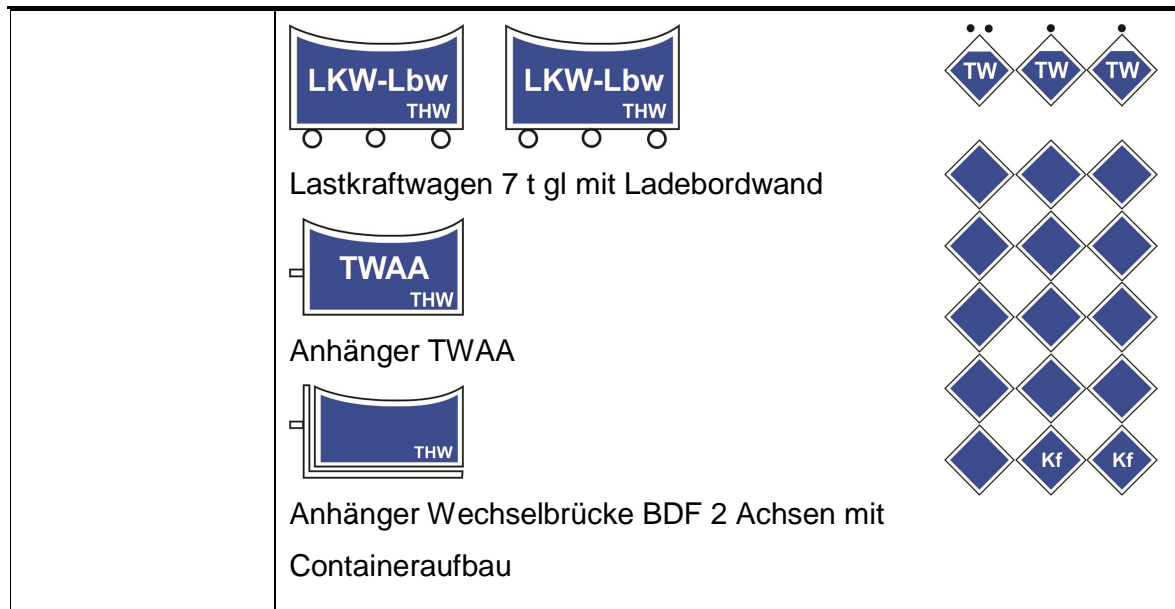 LKW-Lbw LKW-Lbw
THW THW
TW TW TW
Lastkraftwagen 7 t gl mit Ladebordwand
TWAA
THW
Anhänger TWAA
THW
Kf Kf
Anhänger Wechselbrücke BDF 2 Achsen mit
Containeraufbau